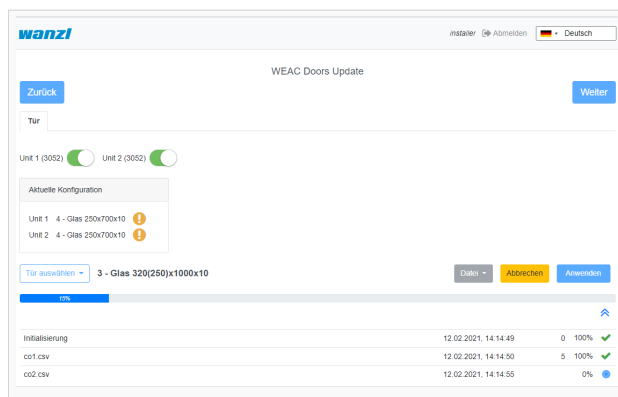 wanzl
installer Abmelden Deutsch
WEAC Doors Update
Zurück Weiter
Tür
Unit 1 (3052) Unit 2 (3052)
Aktuelle Konfiguration
Unit 1 4 - Glas 250x700x10
Unit 2 4 - Glas 250x700x10
Tür auswählen 3 - Glas 320(250)x1000x10 Datei Abbrechen Anwenden
15%
Initialisierung 12.02.2021, 14:14:49 0 100%
co1.csv 12.02.2021, 14:14:50 5 100%
co2.csv 12.02.2021, 14:14:55 0%